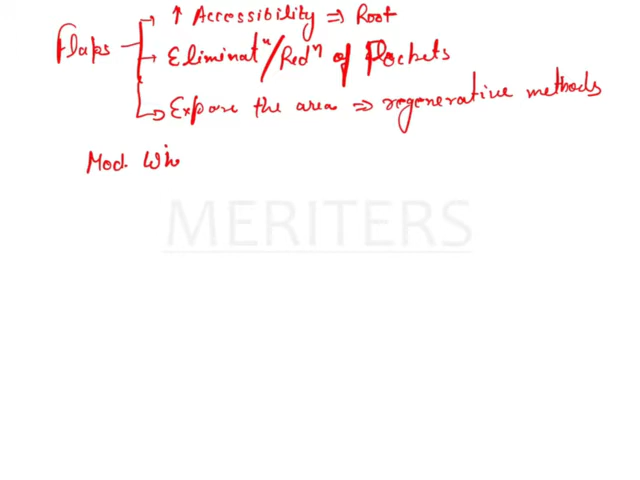 ↑ Accessibility ⇒ Root
Flaps → Eliminatⁿ/Redⁿ of Pockets
Expose the area ⇒ regenerative methods
Mod. Wi
MERITERS